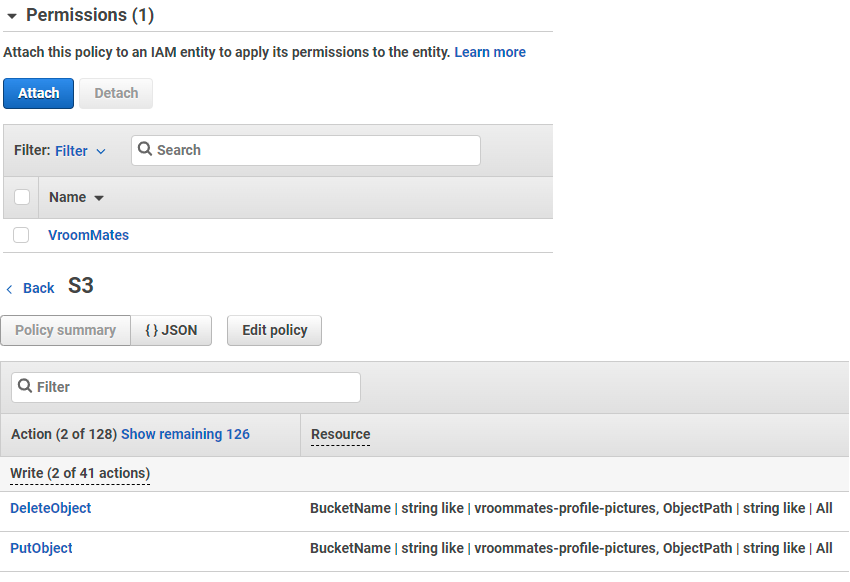 Permissions (1)
Attach this policy to an IAM entity to apply its permissions to the entity. Learn more
Attach Detach
Filter: Filter Search
Name
VroomMates
Back S3
Policy summary { } JSON Edit policy
Filter
Action (2 of 128) Show remaining 126 Resource
Write (2 of 41 actions)
DeleteObject BucketName | string like | vroommates-profile-pictures, ObjectPath | string like | All
PutObject BucketName | string like | vroommates-profile-pictures, ObjectPath | string like | All